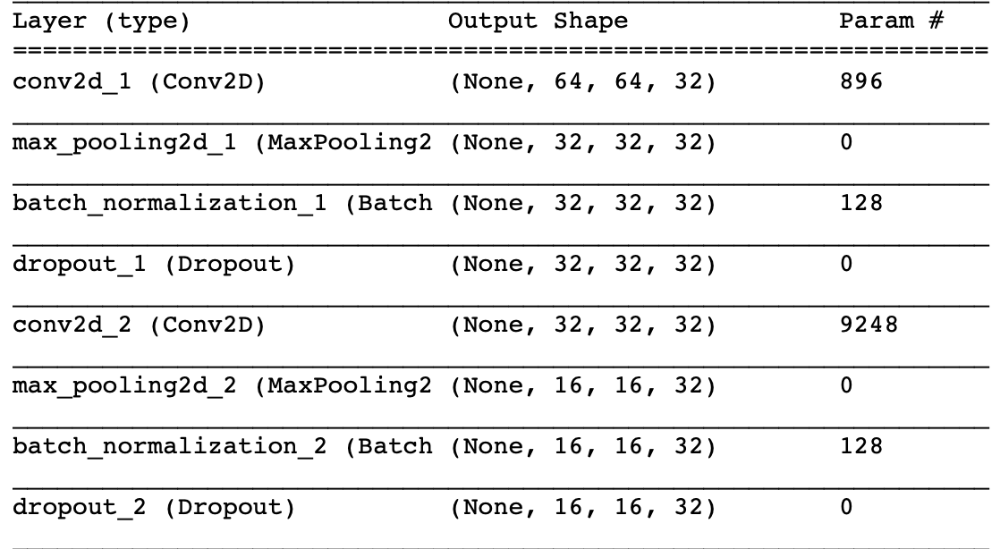 Layer (type) Output Shape Param #
=================================================================
conv2d_1 (Conv2D) (None, 64, 64, 32) 896
_________________________________________________________________
max_pooling2d_1 (MaxPooling2 (None, 32, 32, 32) 0
_________________________________________________________________
batch_normalization_1 (Batch (None, 32, 32, 32) 128
_________________________________________________________________
dropout_1 (Dropout) (None, 32, 32, 32) 0
_________________________________________________________________
conv2d_2 (Conv2D) (None, 32, 32, 32) 9248
_________________________________________________________________
max_pooling2d_2 (MaxPooling2 (None, 16, 16, 32) 0
_________________________________________________________________
batch_normalization_2 (Batch (None, 16, 16, 32) 128
_________________________________________________________________
dropout_2 (Dropout) (None, 16, 16, 32) 0
_________________________________________________________________